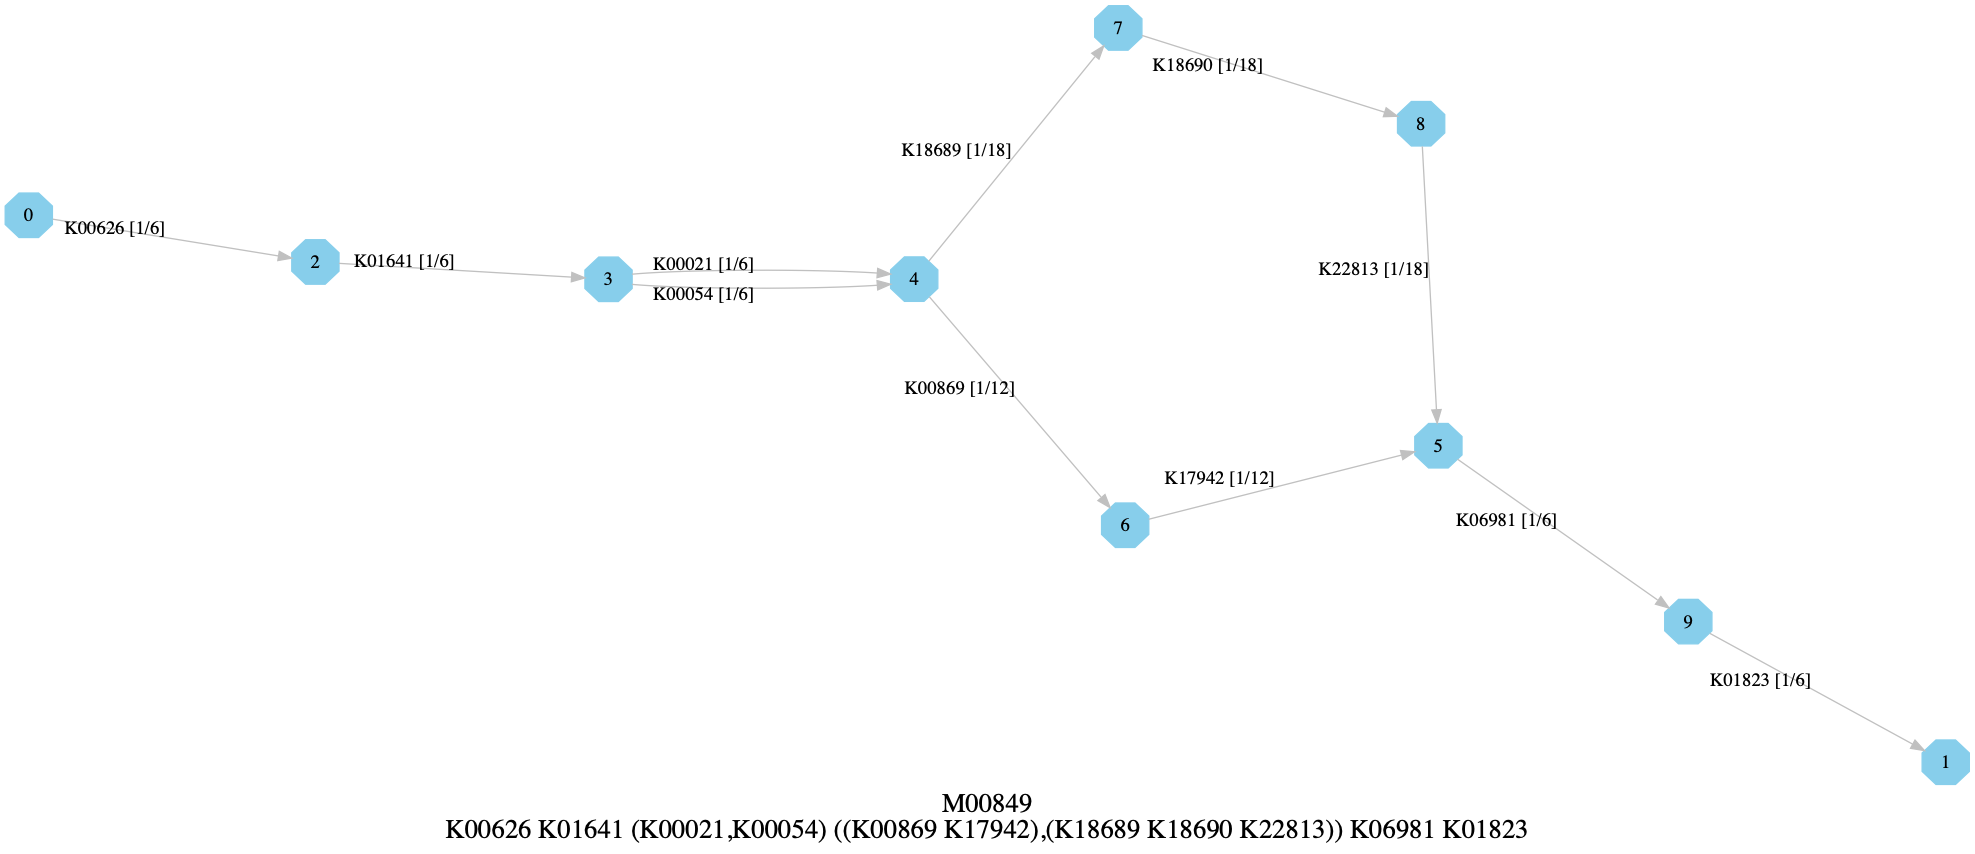 7
K18690 [1/18]
8
K18689 [1/18]
0
K00626 [1/6]
2
K01641 [1/6]
3
K00021 [1/6]
K00054 [1/6]
4
K22813 [1/18]
K00869 [1/12]
5
K17942 [1/12]
6
K06981 [1/6]
9
K01823 [1/6]
1
M00849
K00626 K01641 (K00021,K00054) ((K00869 K17942),(K18689 K18690 K22813)) K06981 K01823